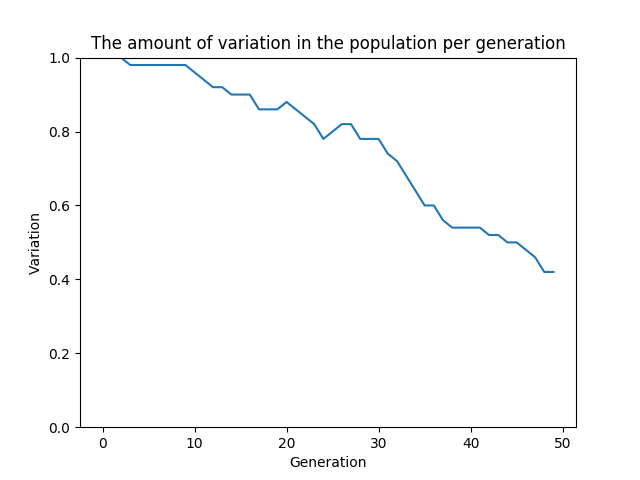 The amount of variation in the population per generation
1.0
0.8
0.6
0.4
0.2
0.0
Variation
0 10 20 30 40 50
Generation